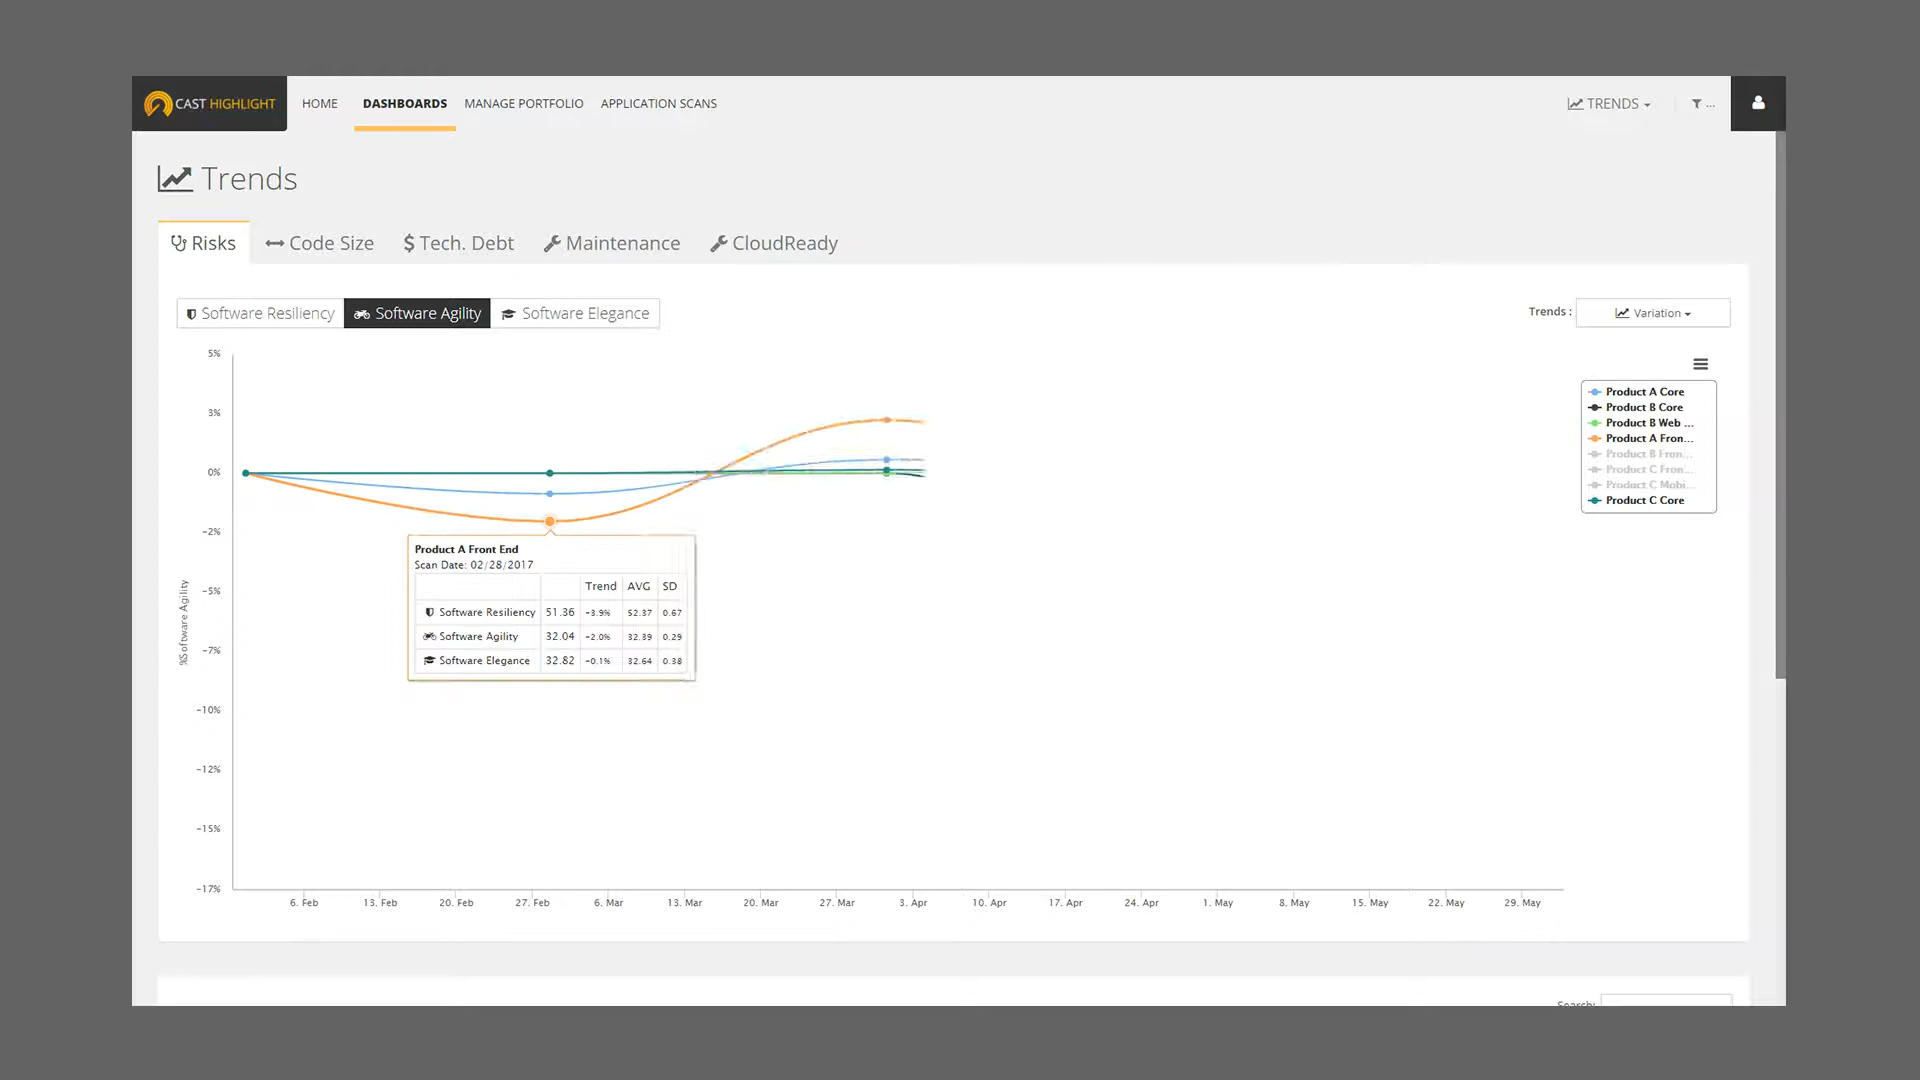 CAST HIGHLIGHT HOME DASHBOARDS MANAGE PORTFOLIO APPLICATION SCANS TRENDS ...
Trends
Risks Code Size $ Tech. Debt Maintenance CloudReady
Software Resiliency Software Agility Software Elegance
Trends : Variation
5%
3%
0%
-2%
-5%
-7%
-10%
-12%
-15%
-17%
%Software Agility
Product A Core
Product B Core
Product B Web ...
Product A Fron...
Product B Fron...
Product C Fron...
Product C Mobi...
Product C Core
Product A Front End
Scan Date: 02/28/2017
Trend AVG SD
Software Resiliency 51.36 -3.9% 52.37 0.67
Software Agility 32.04 -2.0% 32.39 0.29
Software Elegance 32.82 -0.1% 32.64 0.38
6. Feb 13. Feb 20. Feb 27. Feb 6. Mar 13. Mar 20. Mar 27. Mar 3. Apr 10. Apr 17. Apr 24. Apr 1. May 8. May 15. May 22. May 29. May
Search: